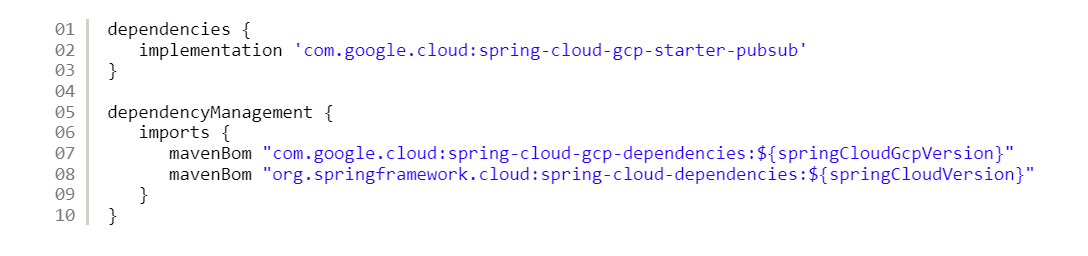 01 dependencies {
02    implementation 'com.google.cloud:spring-cloud-gcp-starter-pubsub'
03 }
04
05 dependencyManagement {
06    imports {
07       mavenBom "com.google.cloud:spring-cloud-gcp-dependencies:${springCloudGcpVersion}"
08       mavenBom "org.springframework.cloud:spring-cloud-dependencies:${springCloudVersion}"
09    }
10 }